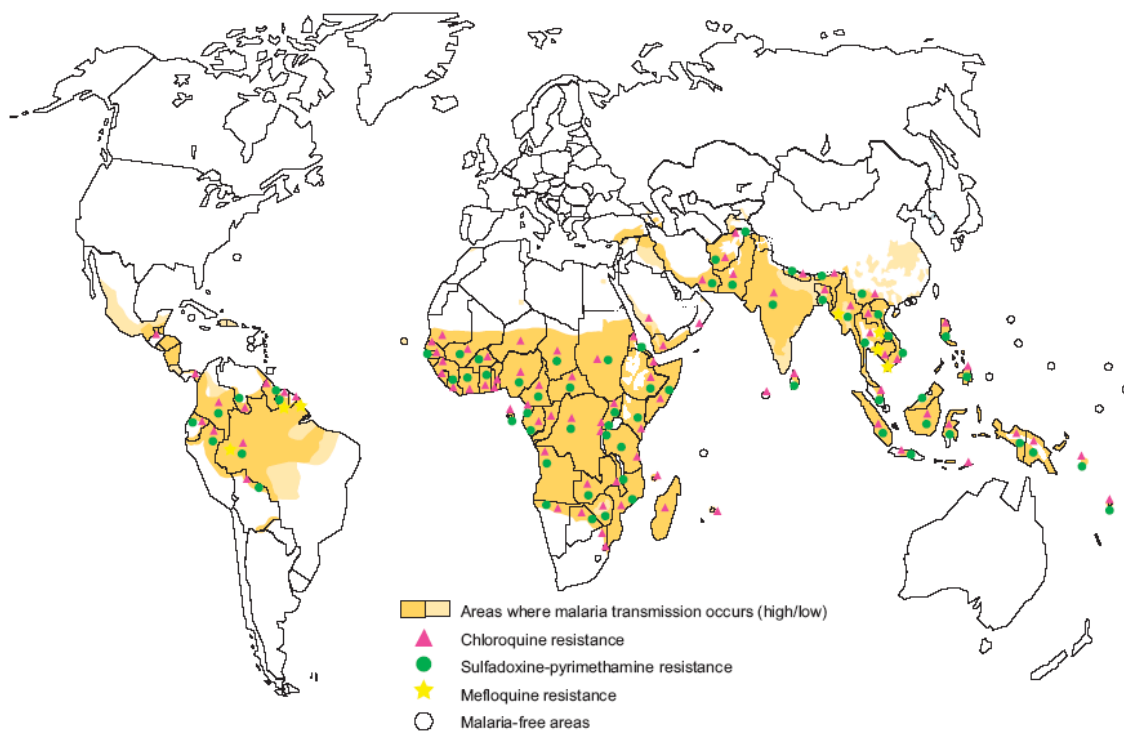 Areas where malaria transmission occurs (high/low)
Chloroquine resistance
Sulfadoxine-pyrimethamine resistance
Mefloquine resistance
Malaria-free areas